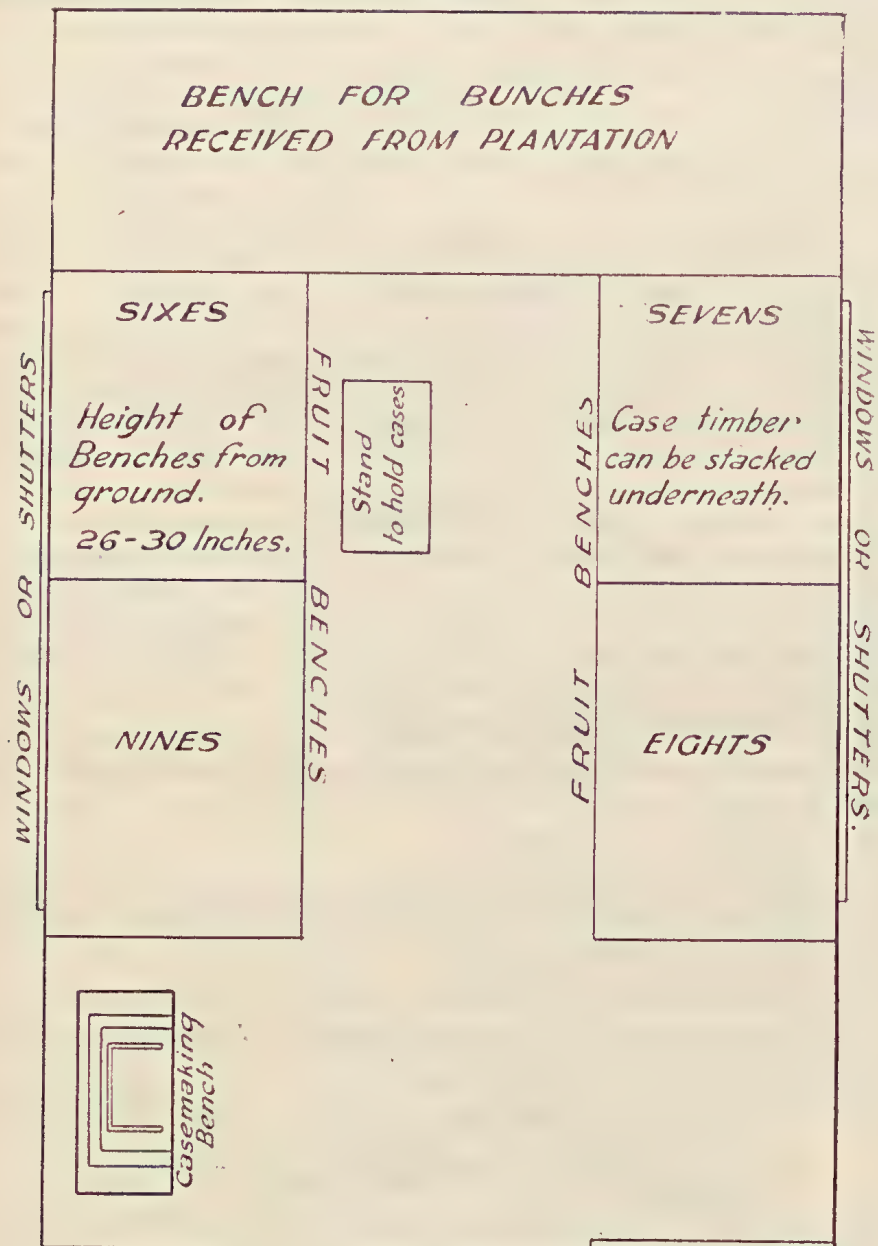 BENCH FOR BUNCHES
RECEIVED FROM PLANTATION
WINDOWS OR SHUTTERS
SIXES
Height of
Benches from
ground.
26-30 Inches.
NINES
FRUIT BENCHES
Stand
to hold cases
FRUIT BENCHES
SEVENS
Case timber
can be stacked
underneath.
EIGHTS
WINDOWS OR SHUTTERS.
Casemaking
Bench